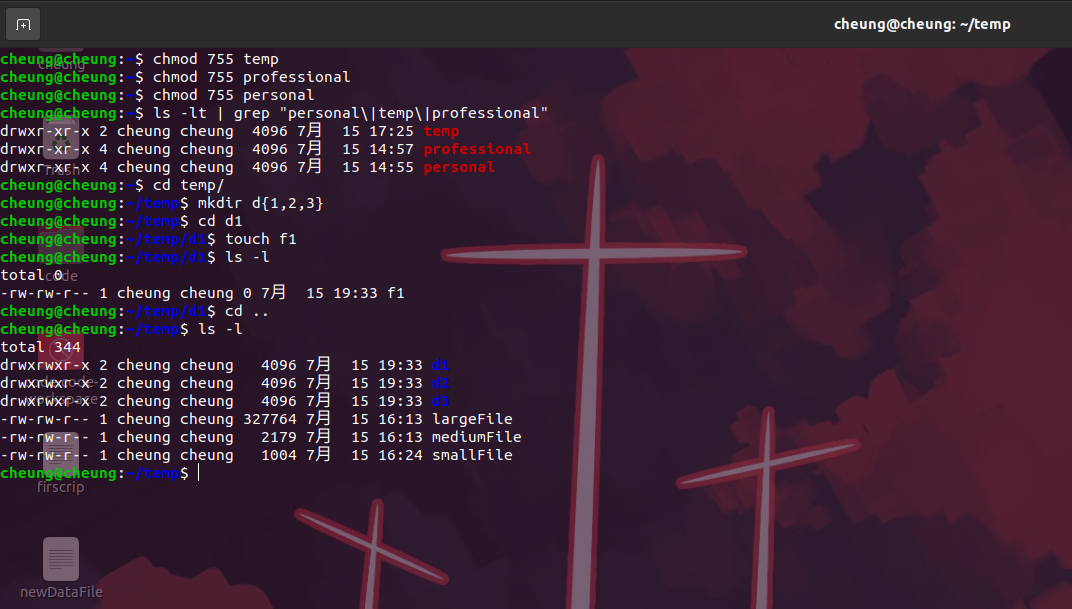 cheung@cheung: ~/temp
cheung@cheung:~$ chmod 755 temp
cheung@cheung:~$ chmod 755 professional
cheung@cheung:~$ chmod 755 personal
cheung@cheung:~$ ls -lt | grep "personal\|temp\|professional"
drwxr-xr-x 2 cheung cheung  4096 7月  15 17:25 temp
drwxr-xr-x 4 cheung cheung  4096 7月  15 14:57 professional
drwxr-xr-x 4 cheung cheung  4096 7月  15 14:55 personal
cheung@cheung:~$ cd temp/
cheung@cheung:~/temp$ mkdir d{1,2,3}
cheung@cheung:~/temp$ cd d1
cheung@cheung:~/temp/d1$ touch f1
cheung@cheung:~/temp/d1$ ls -l
total 0
-rw-rw-r-- 1 cheung cheung 0 7月  15 19:33 f1
cheung@cheung:~/temp/d1$ cd ..
cheung@cheung:~/temp$ ls -l
total 344
drwxrwxr-x 2 cheung cheung   4096 7月  15 19:33 d1
drwxrwxr-x 2 cheung cheung   4096 7月  15 19:33 d2
drwxrwxr-x 2 cheung cheung   4096 7月  15 19:33 d3
-rw-rw-r-- 1 cheung cheung 327764 7月  15 16:13 largeFile
-rw-rw-r-- 1 cheung cheung   2179 7月  15 16:13 mediumFile
-rw-rw-r-- 1 cheung cheung   1004 7月  15 16:24 smallFile
cheung@cheung:~/temp$
cheung
Trash
code
workspace
firscrip
newDataFile